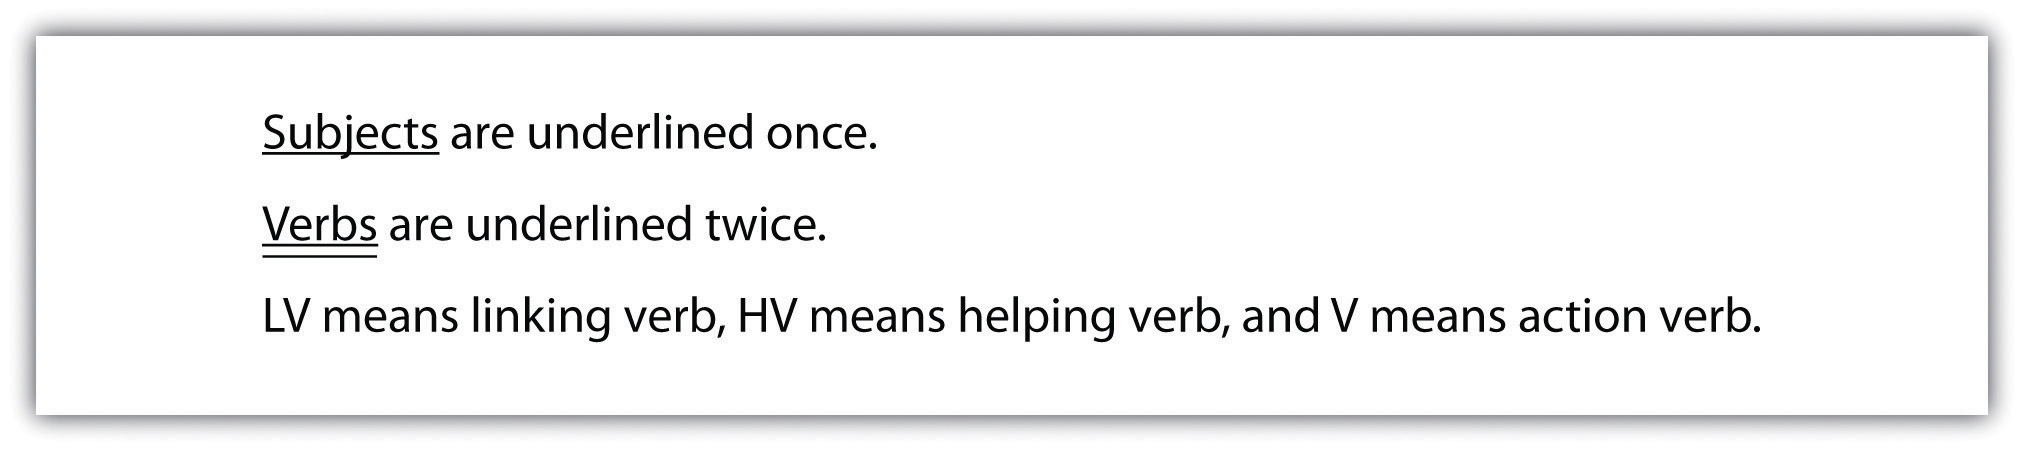 Subjects are underlined once.
Verbs are underlined twice.
LV means linking verb, HV means helping verb, and V means action verb.